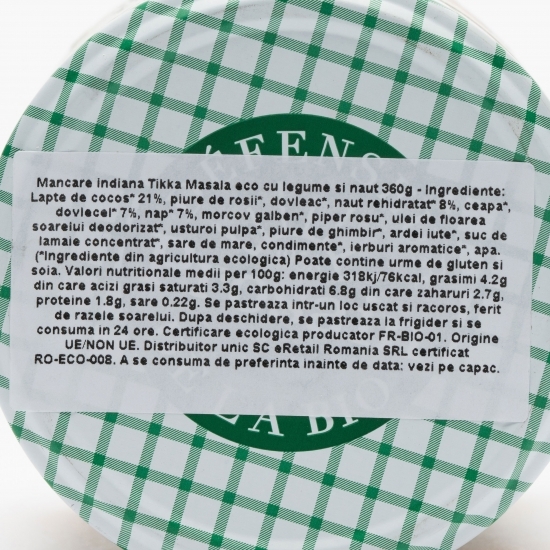 ÉFENS
Mancare indiana Tikka Masala eco cu legume si naut 360g - Ingrediente:
Lapte de cocos* 21%, piure de rosii*, dovleac*, naut rehidratat* 8%, ceapa*,
dovlecel* 7%, nap* 7%, morcov galben*, piper rosu*, ulei de floarea
soarelui deodorizat*, usturoi pulpa*, piure de ghimbir*, ardei iute*, suc de
lamaie concentrat*, sare de mare, condimente*, ierburi aromatice*, apa.
(*Ingrediente din agricultura ecologica) Poate contine urme de gluten si
soia. Valori nutritionale medii per 100g: energie 318kj/76kcal, grasimi 4.2g
din care acizi grasi saturati 3.3g, carbohidrati 6.8g din care zaharuri 2.7g,
proteine 1.8g, sare 0.22g. Se pastreaza intr-un loc uscat si racoros, ferit
de razele soarelui. Dupa deschidere, se pastreaza la frigider si se
consuma in 24 ore. Certificare ecologica producator FR-BIO-01. Origine
UE/NON UE. Distribuitor unic SC eRetail Romania SRL certificat
RO-ECO-008. A se consuma de preferinta inainte de data: vezi pe capac.
LA BIO